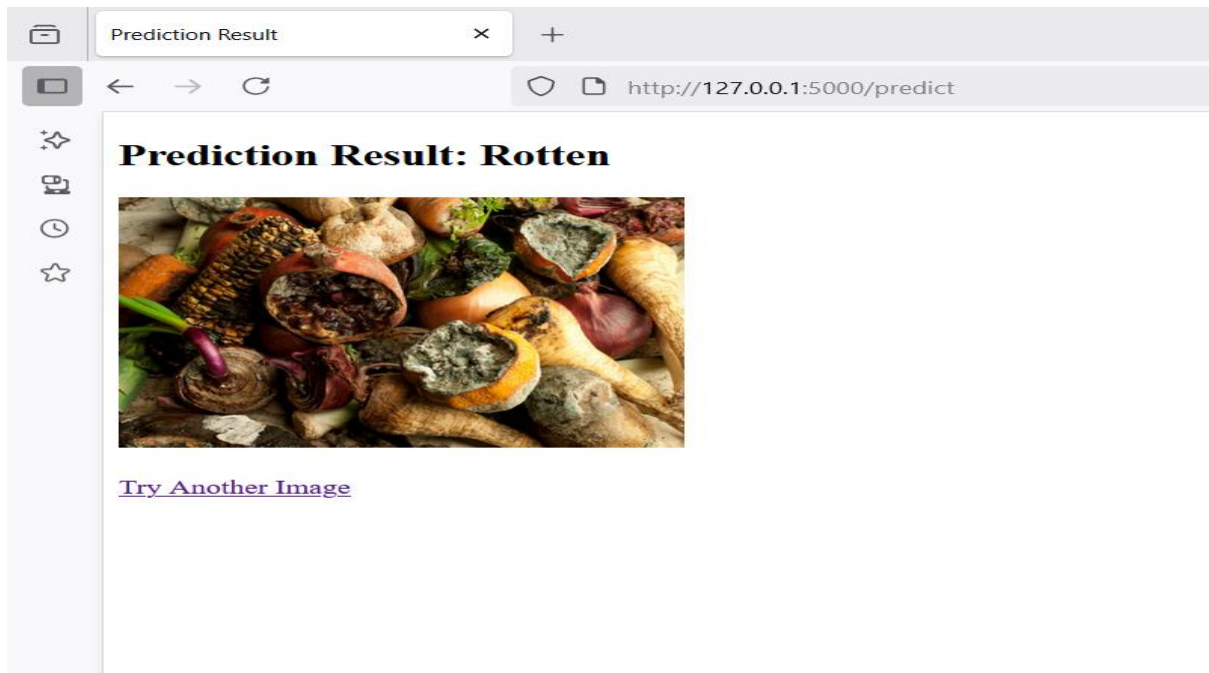 Prediction Result
http://127.0.0.1:5000/predict
Prediction Result: Rotten
Try Another Image